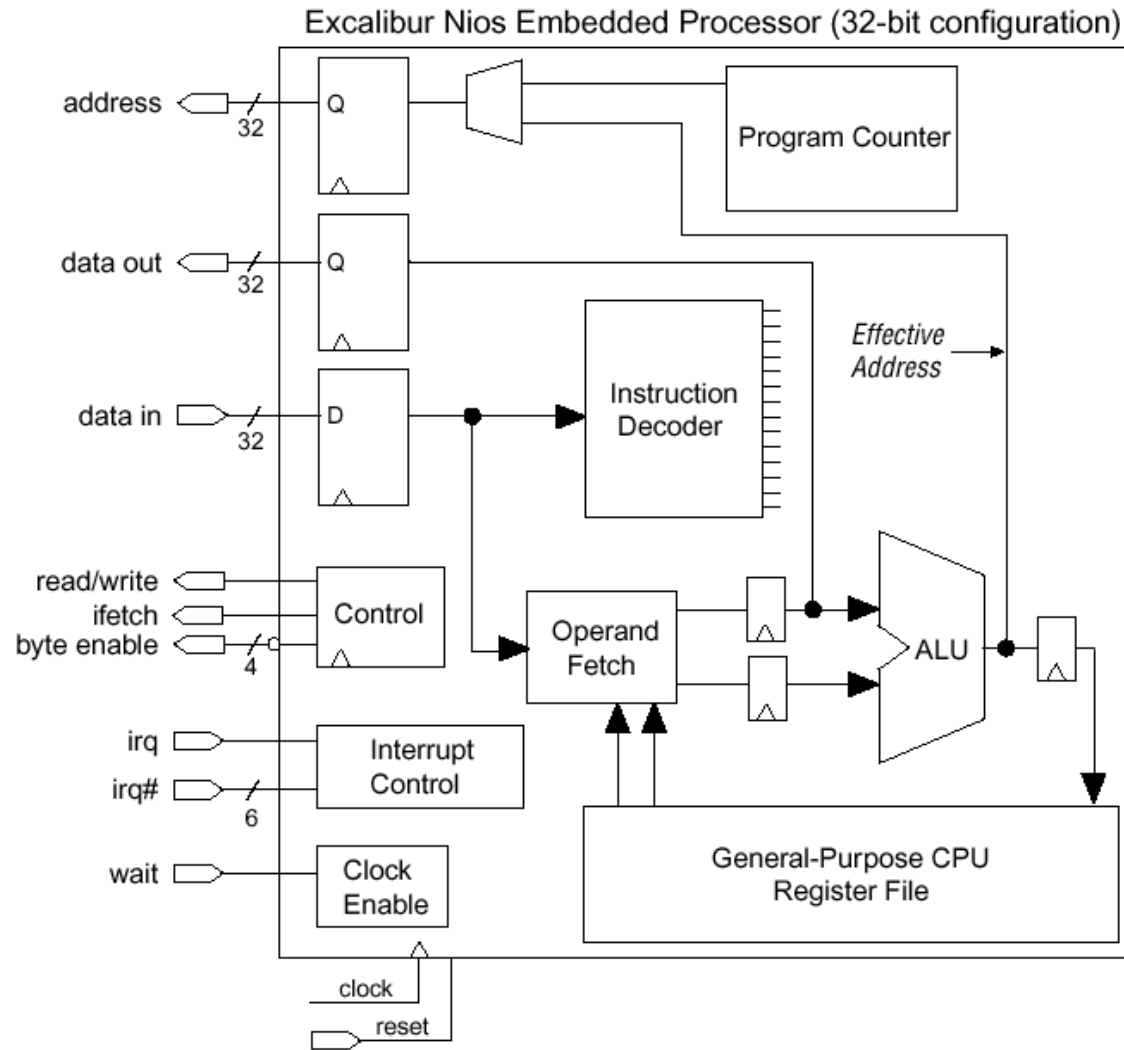 Excalibur Nios Embedded Processor (32-bit configuration)
address
32
Q
Program Counter
data out
32
Q
Effective
Address
Instruction
Decoder
data in
32
D
read/write
ifetch
byte enable
4
Control
Operand
Fetch
ALU
irq
irq#
6
Interrupt
Control
wait
Clock
Enable
General-Purpose CPU
Register File
clock
reset